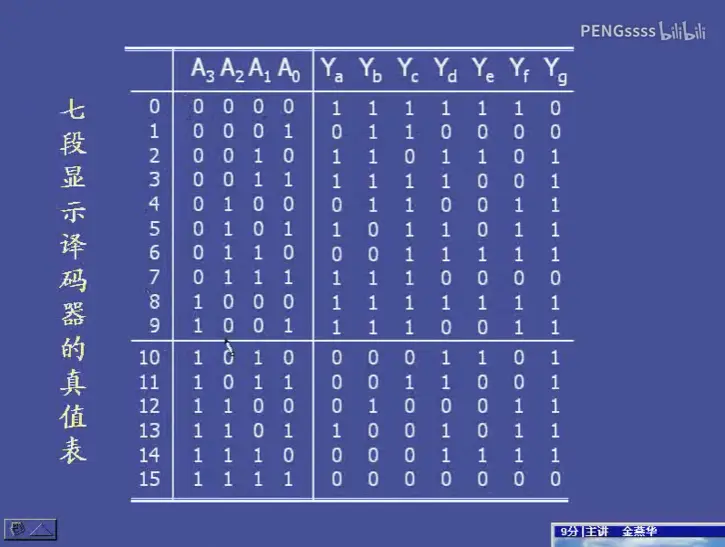 PENGssss bilibili
七段显示译码器的真值表
A3 A2 A1 A0 Ya Yb Yc Yd Ye Yf Yg
0 0 0 0 0 1 1 1 1 1 1 0
1 0 0 0 1 0 1 1 0 0 0 0
2 0 0 1 0 1 1 0 1 1 0 1
3 0 0 1 1 1 1 1 1 0 0 1
4 0 1 0 0 0 1 1 0 0 1 1
5 0 1 0 1 1 0 1 1 0 1 1
6 0 1 1 0 0 0 1 1 1 1 1
7 0 1 1 1 1 1 1 0 0 0 0
8 1 0 0 0 1 1 1 1 1 1 1
9 1 0 0 1 1 1 1 0 0 1 1
10 1 0 1 0 0 0 0 1 1 0 1
11 1 0 1 1 0 0 1 1 0 0 1
12 1 1 0 0 0 1 0 0 0 1 1
13 1 1 0 1 1 0 0 1 0 1 1
14 1 1 1 0 0 0 0 1 1 1 1
15 1 1 1 1 0 0 0 0 0 0 0
9分|主讲 金燕华